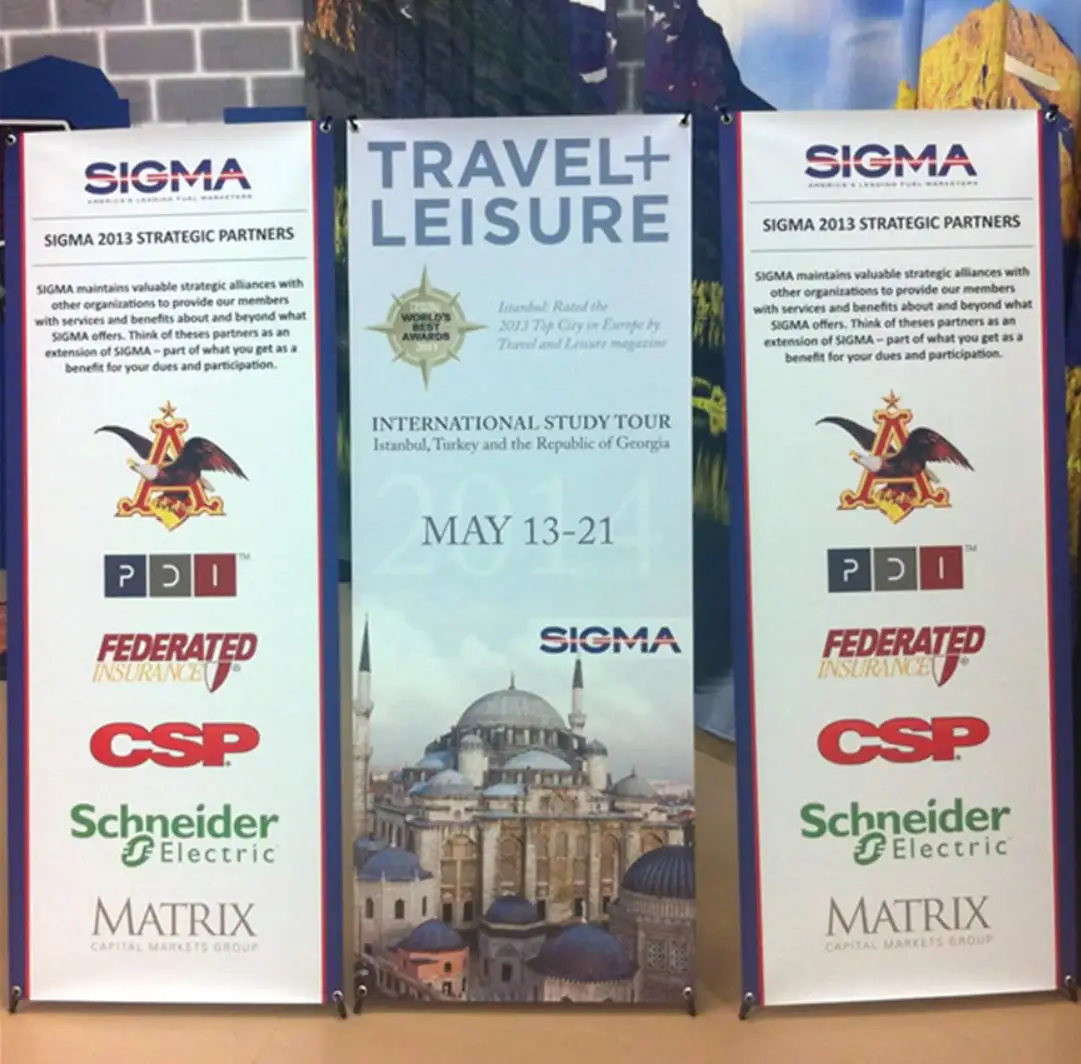 SIGMA
AMERICA'S LEADING FUEL MARKETERS
SIGMA 2013 STRATEGIC PARTNERS
SIGMA maintains valuable strategic alliances with
other organizations to provide our members
with services and benefits about and beyond what
SIGMA offers. Think of theses partners as an
extension of SIGMA – part of what you get as a
benefit for your dues and participation.
A
PDI™
FEDERATED
INSURANCE®
CSP®
Schneider
Electric
MATRIX
CAPITAL MARKETS GROUP
TRAVEL+
LEISURE
WORLD'S
BEST
AWARDS
2013
Istanbul: Rated the
2013 Top City in Europe by
Travel and Leisure magazine
INTERNATIONAL STUDY TOUR
Istanbul, Turkey and the Republic of Georgia
2014
MAY 13-21
SIGMA
SIGMA
AMERICA'S LEADING FUEL MARKETERS
SIGMA 2013 STRATEGIC PARTNERS
SIGMA maintains valuable strategic alliances with
other organizations to provide our members
with services and benefits about and beyond what
SIGMA offers. Think of theses partners as an
extension of SIGMA – part of what you get as a
benefit for your dues and participation.
A
PDI™
FEDERATED
INSURANCE®
CSP®
Schneider
Electric
MATRIX
CAPITAL MARKETS GROUP